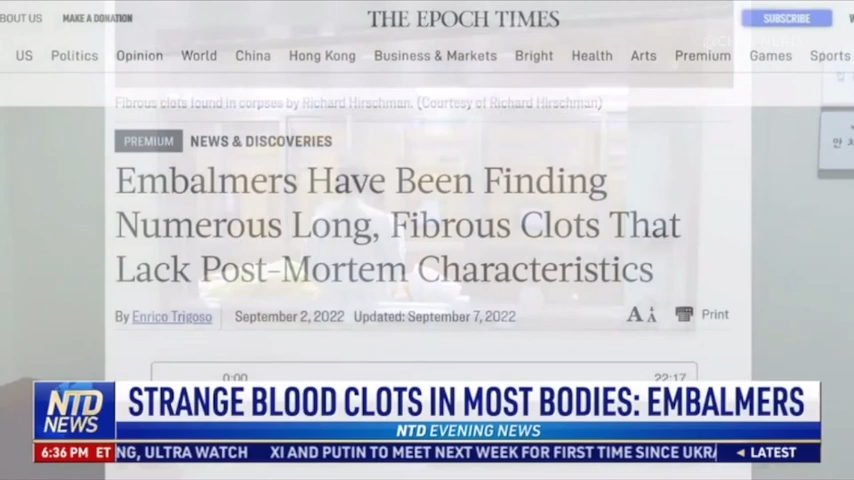 BOUT US MAKE A DONATION
THE EPOCH TIMES
SUBSCRIBE
US Politics Opinion World China Hong Kong Business & Markets Bright Health Arts Premium Games Sports
Fibrous clots found in corpses by Richard Hirschman. (Courtesy of Richard Hirschman)
PREMIUM NEWS & DISCOVERIES
Embalmers Have Been Finding
Numerous Long, Fibrous Clots That
Lack Post-Mortem Characteristics
By Enrico Trigoso September 2, 2022 Updated: September 7, 2022
Print
0:00 22:17
NTD
NEWS
STRANGE BLOOD CLOTS IN MOST BODIES: EMBALMERS
NTD EVENING NEWS
6:36 PM ET NG, ULTRA WATCH XI AND PUTIN TO MEET NEXT WEEK FOR FIRST TIME SINCE UKRA ◄ LATEST